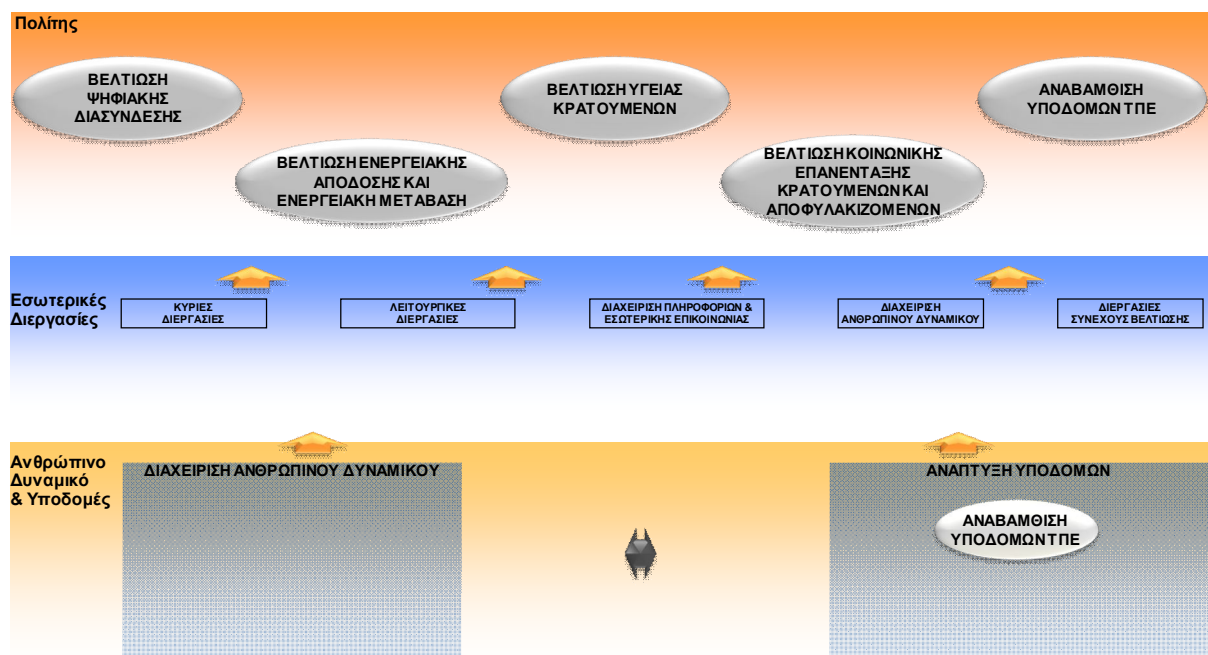 Πολίτης
ΒΕΛΤΙΩΣΗ
ΨΗΦΙΑΚΗΣ
ΔΙΑΣΥΝΔΕΣΗΣ
ΒΕΛΤΙΩΣΗ ΕΝΕΡΓΕΙΑΚΗΣ
ΑΠΟΔΟΣΗΣ ΚΑΙ
ΕΝΕΡΓΕΙΑΚΗ ΜΕΤΑΒΑΣΗ
ΒΕΛΤΙΩΣΗ ΥΓΕΙΑΣ
ΚΡΑΤΟΥΜΕΝΩΝ
ΒΕΛΤΙΩΣΗ ΚΟΙΝΩΝΙΚΗΣ
ΕΠΑΝΕΝΤΑΞΗΣ
ΚΡΑΤΟΥΜΕΝΩΝ ΚΑΙ
ΑΠΟΦΥΛΑΚΙΖΟΜΕΝΩΝ
ΑΝΑΒΑΜΘΙΣΗ
ΥΠΟΔΟΜΩΝ ΤΠΕ
Εσωτερικές
Διεργασίες
ΚΥΡΙΕΣ
ΔΙΕΡΓΑΣΙΕΣ
ΛΕΙΤΟΥΡΓΙΚΕΣ
ΔΙΕΡΓΑΣΙΕΣ
ΔΙΑΧΕΙΡΙΣΗ ΠΛΗΡΟΦΟΡΙΩΝ &
ΕΣΩΤΕΡΙΚΗΣ ΕΠΙΚΟΙΝΩΝΙΑΣ
ΔΙΑΧΕΙΡΙΣΗ
ΑΝΘΡΩΠΙΝΟΥ ΔΥΝΑΜΙΚΟΥ
ΔΙΕΡΓΑΣΙΕΣ
ΣΥΝΕΧΟΥΣ ΒΕΛΤΙΩΣΗΣ
Ανθρώπινο
Δυναμικό
& Υποδομές
ΔΙΑΧΕΙΡΙΣΗ ΑΝΘΡΩΠΙΝΟΥ ΔΥΝΑΜΙΚΟΥ
ΑΝΑΠΤΥΞΗ ΥΠΟΔΟΜΩΝ
ΑΝΑΒΑΜΘΙΣΗ
ΥΠΟΔΟΜΩΝ ΤΠΕ